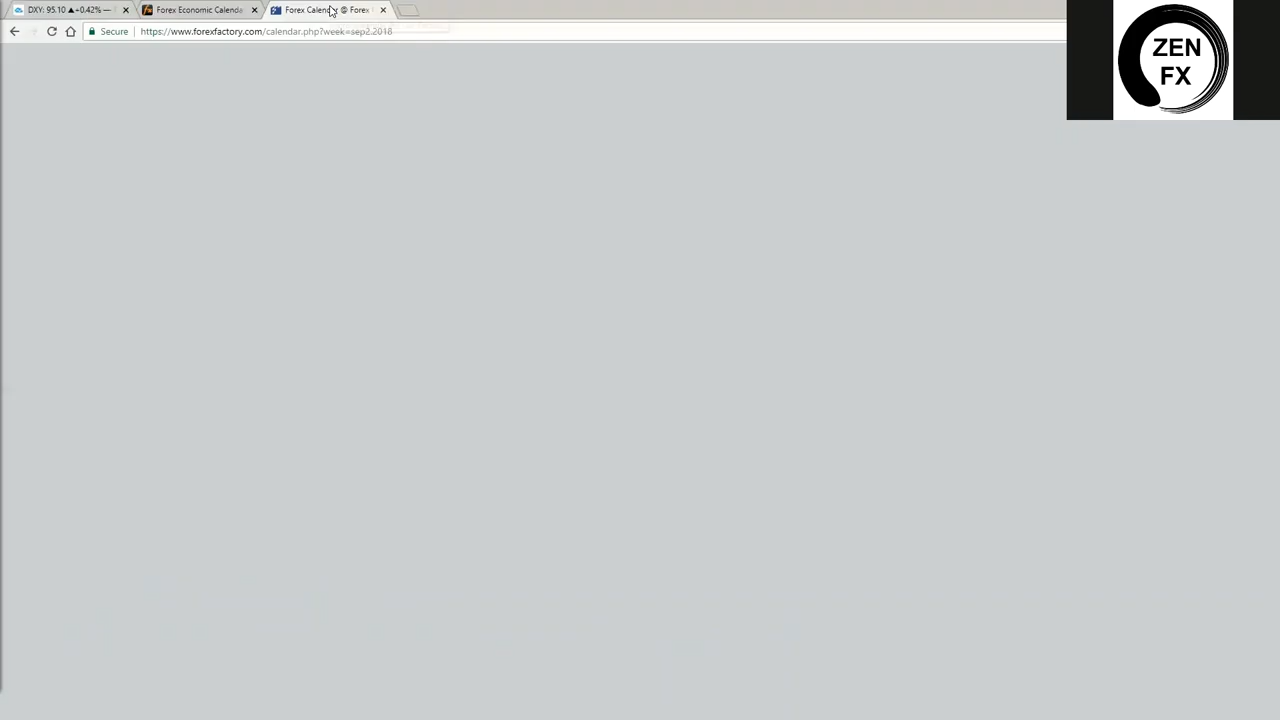 DXY: 95.10 ▲+0.42% —
Forex Economic Calenda
Forex Calendar @ Forex
Secure
https://www.forexfactory.com/calendar.php?week=sep2.2018
ZEN
FX